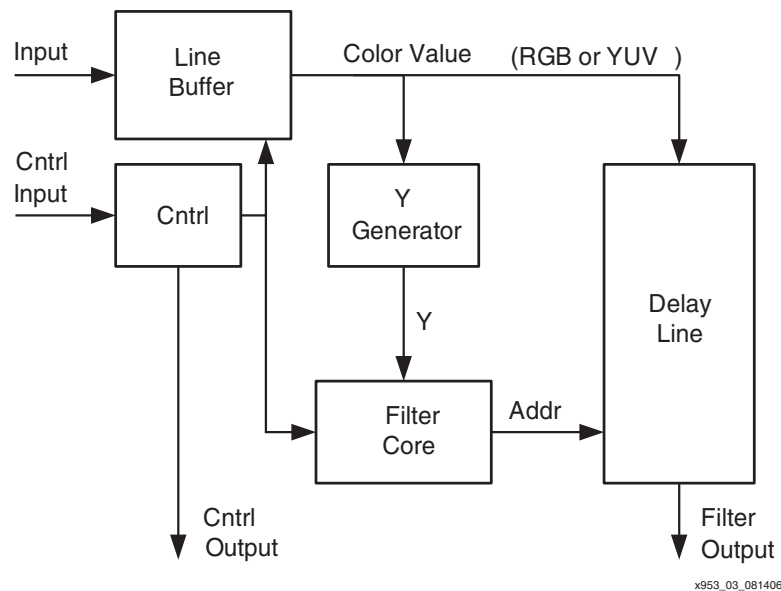 Input
Line
Buffer
Color Value (RGB or YUV )
Cntrl
Input
Cntrl
Y
Generator
Delay
Line
Y
Filter
Core
Addr
Cntrl
Output
Filter
Output
x953_03_081406